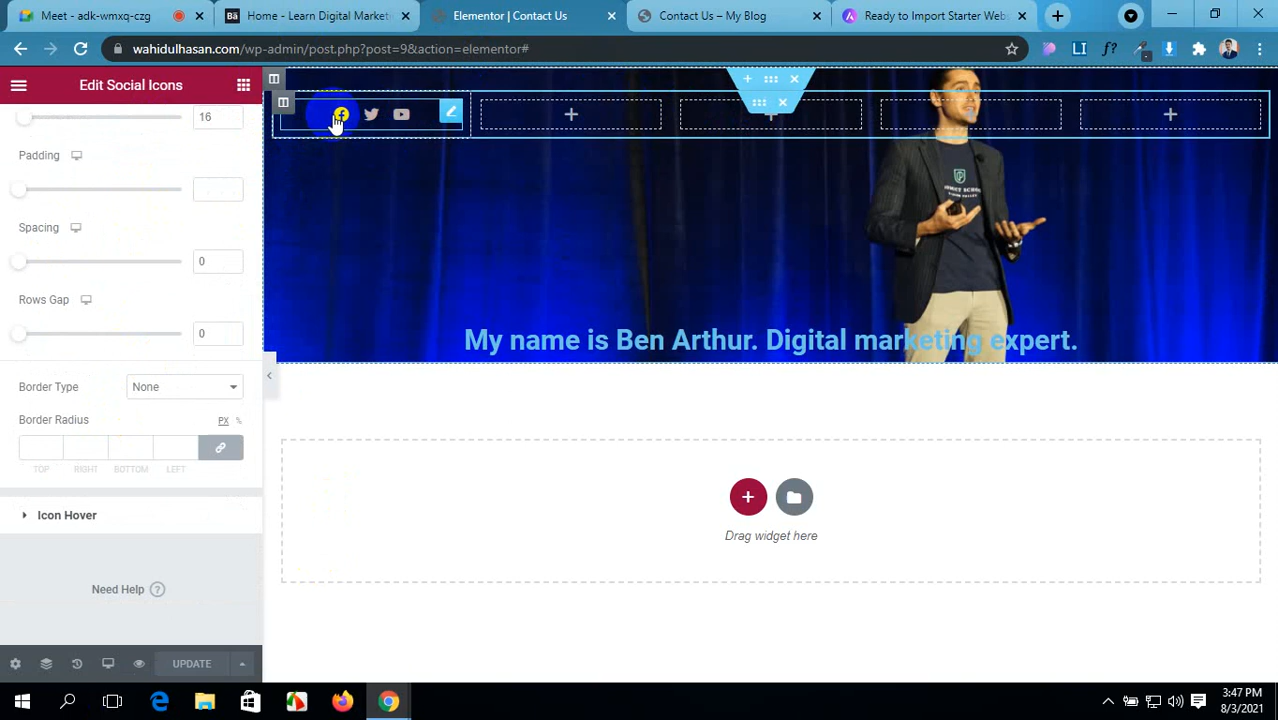 Meet - adk-wmxq-czg
Home - Learn Digital Market
Elementor | Contact Us
Contact Us – My Blog
Ready to Import Starter Web
wahidulhasan.com/wp-admin/post.php?post=9&action=elementor#
Edit Social Icons
16
Padding
Spacing
0
Rows Gap
0
Border Type
None
Border Radius
PX %
TOP RIGHT BOTTOM LEFT
Icon Hover
Need Help ?
UPDATE
My name is Ben Arthur. Digital marketing expert.
Drag widget here
3:47 PM
8/3/2021